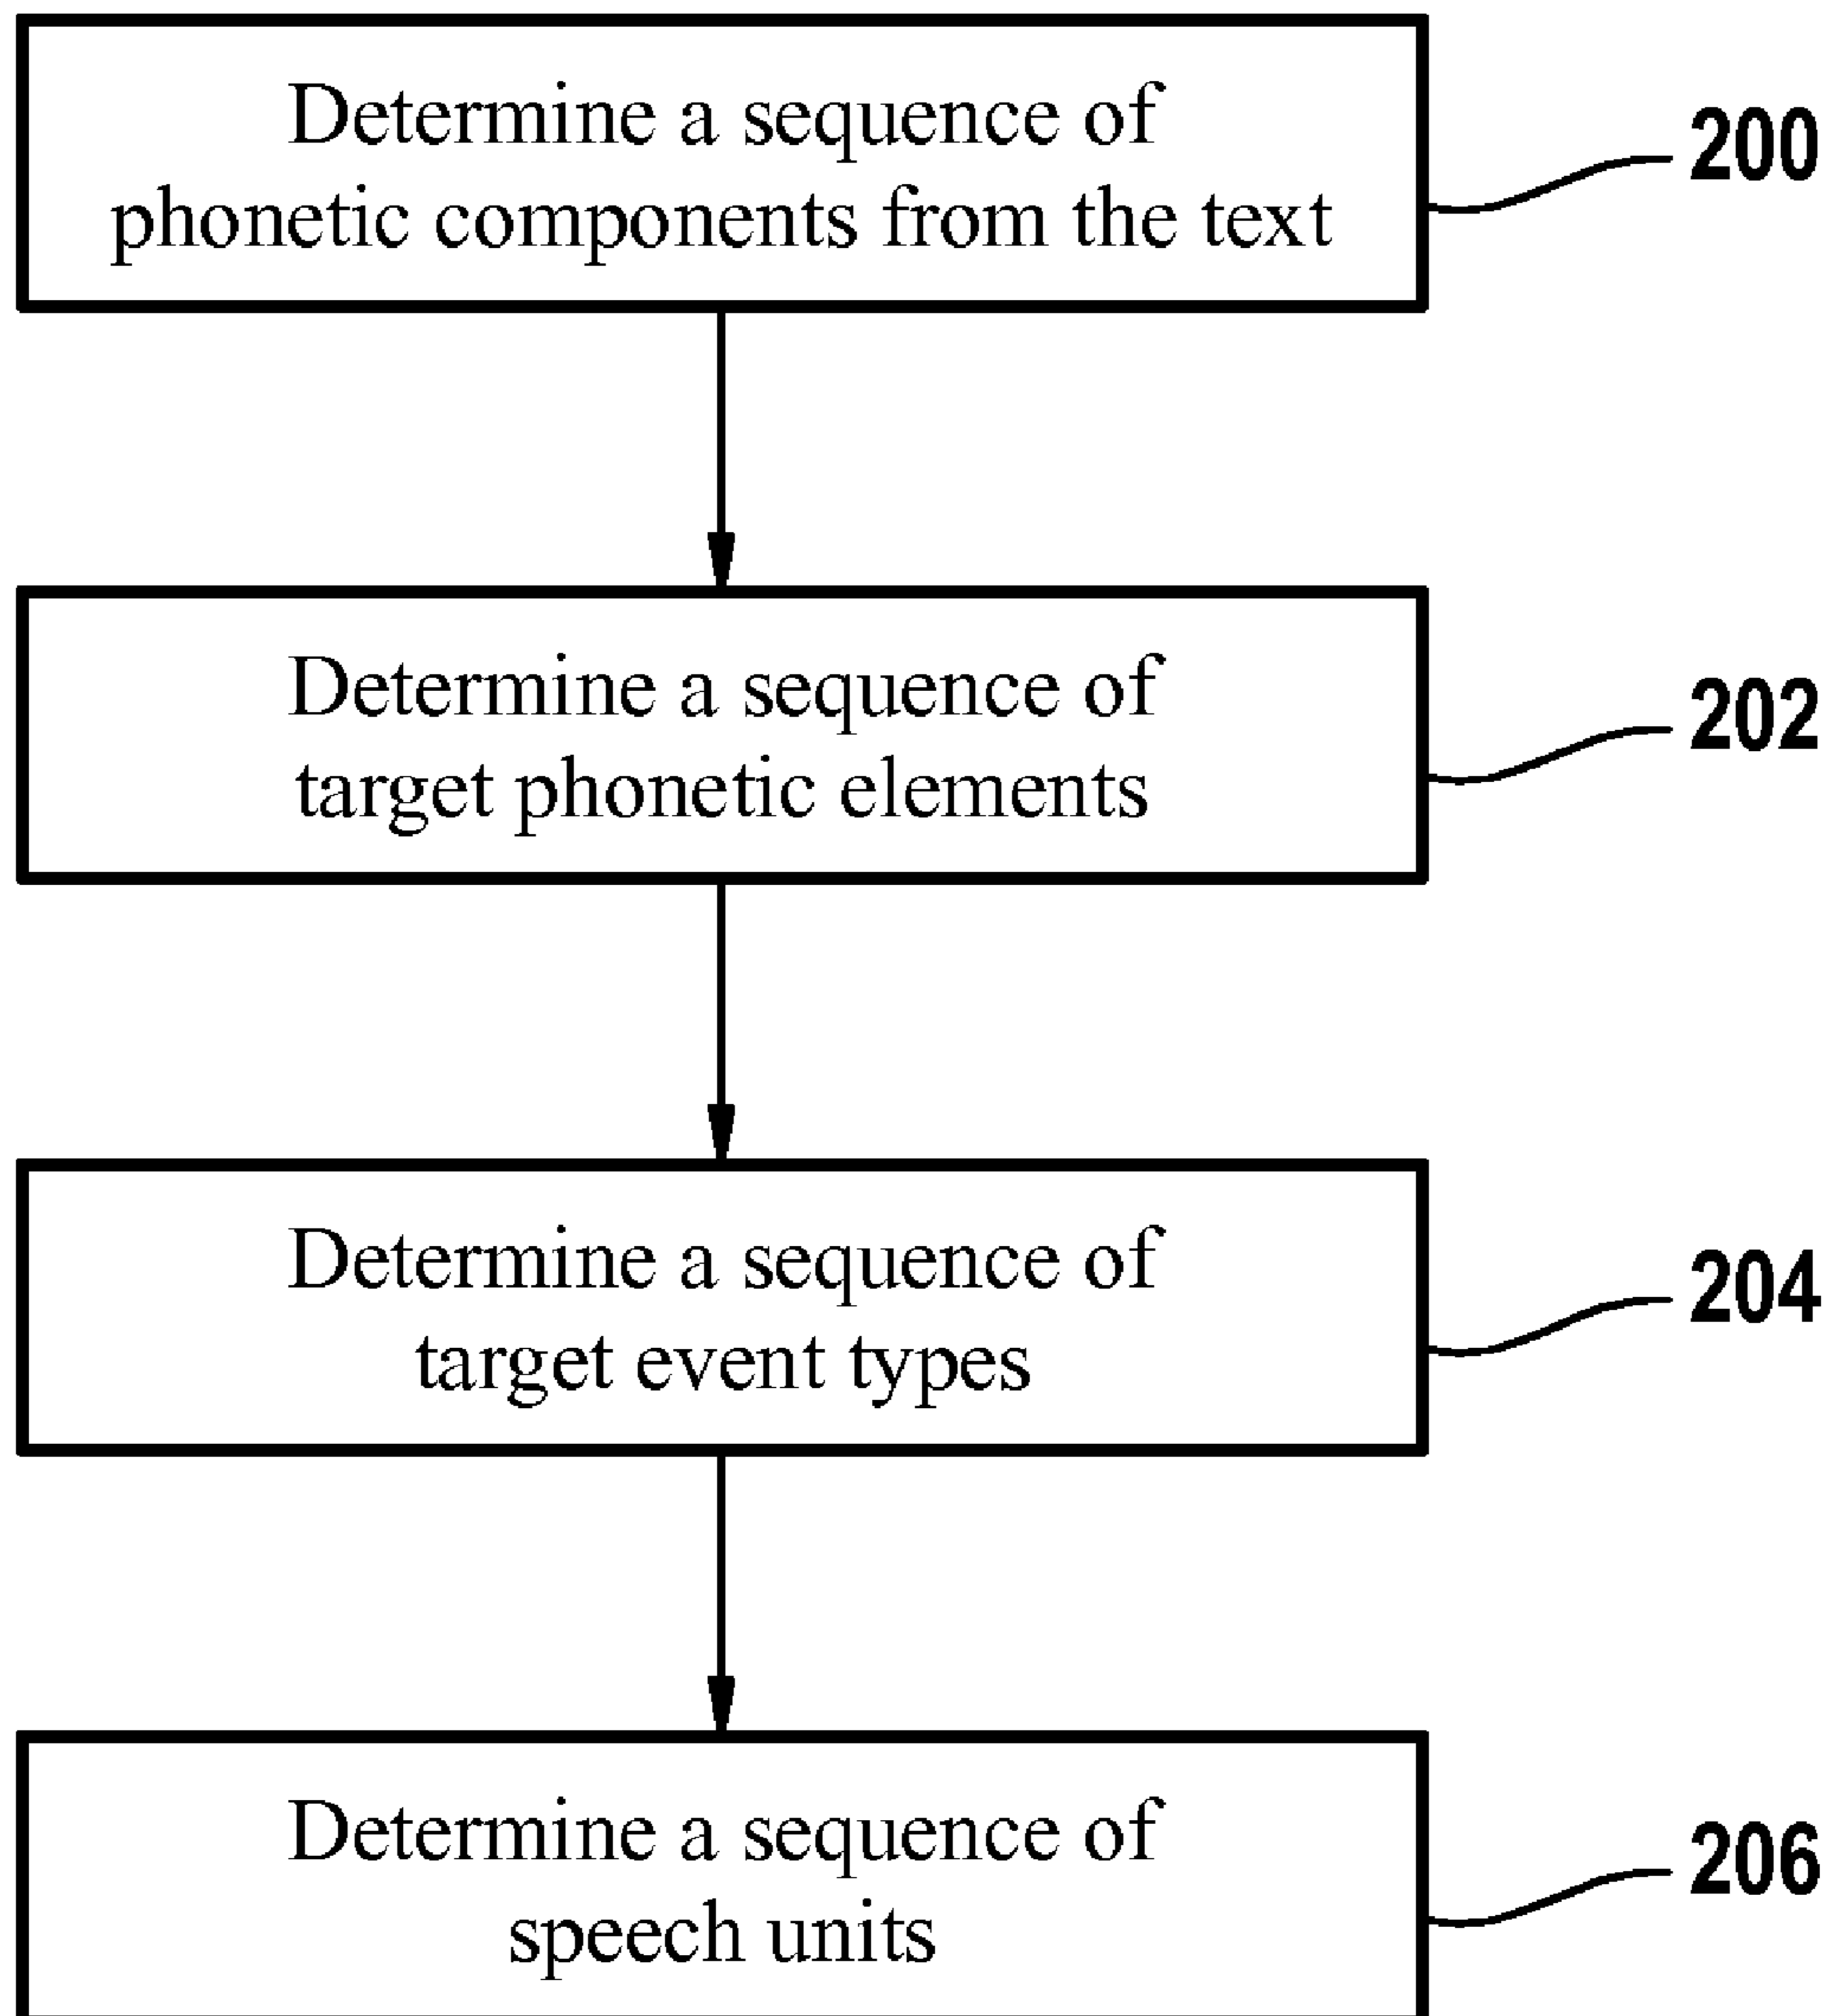 Determine a sequence of
phonetic components from the text
200
Determine a sequence of
target phonetic elements
202
Determine a sequence of
target event types
204
Determine a sequence of
speech units
206